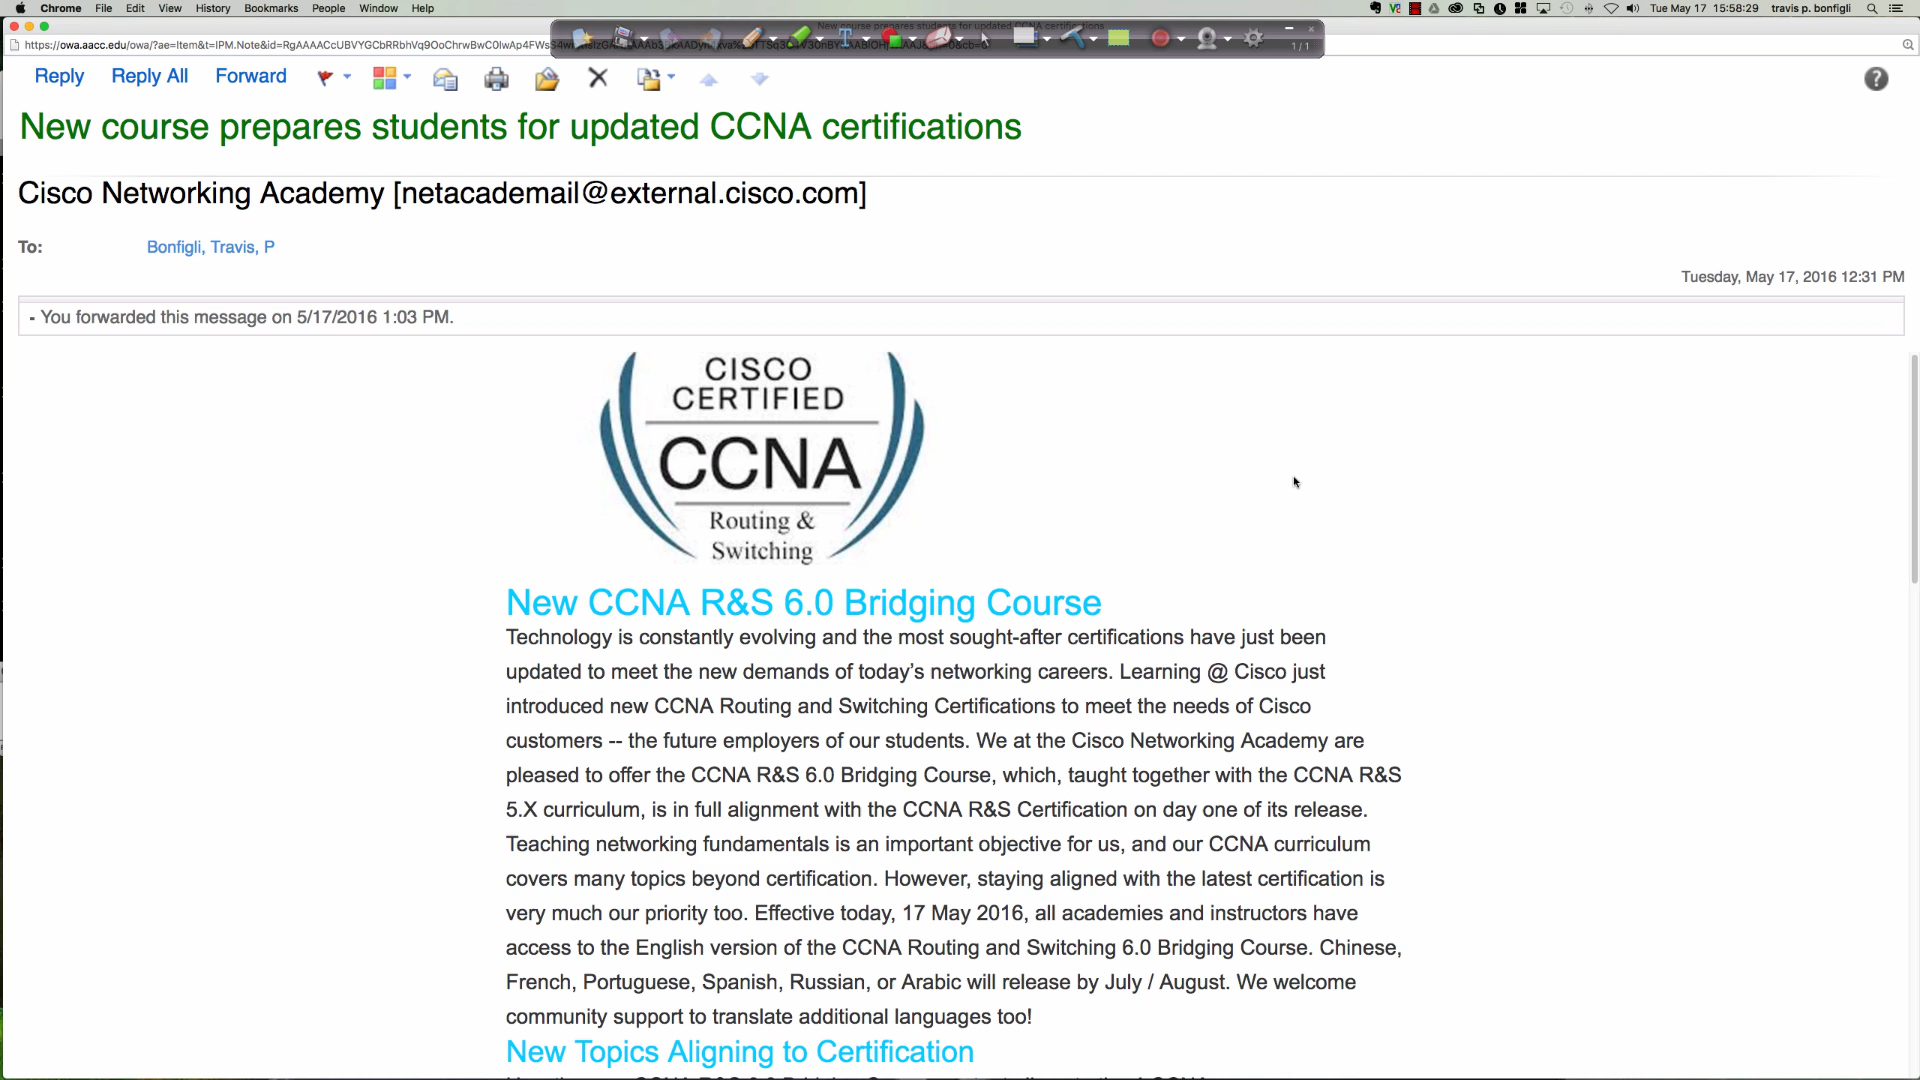 Chrome File Edit View History Bookmarks People Window Help
Tue May 17 15:58:29 travis p. bonfigli
New course prepares students for updated CCNA certifications
1 / 1
Reply Reply All Forward
New course prepares students for updated CCNA certifications
Cisco Networking Academy [netacademail@external.cisco.com]
To: Bonfigli, Travis, P
Tuesday, May 17, 2016 12:31 PM
- You forwarded this message on 5/17/2016 1:03 PM.
CISCO
CERTIFIED
CCNA
Routing &
Switching
New CCNA R&S 6.0 Bridging Course
Technology is constantly evolving and the most sought-after certifications have just been
updated to meet the new demands of today's networking careers. Learning @ Cisco just
introduced new CCNA Routing and Switching Certifications to meet the needs of Cisco
customers -- the future employers of our students. We at the Cisco Networking Academy are
pleased to offer the CCNA R&S 6.0 Bridging Course, which, taught together with the CCNA R&S
5.X curriculum, is in full alignment with the CCNA R&S Certification on day one of its release.
Teaching networking fundamentals is an important objective for us, and our CCNA curriculum
covers many topics beyond certification. However, staying aligned with the latest certification is
very much our priority too. Effective today, 17 May 2016, all academies and instructors have
access to the English version of the CCNA Routing and Switching 6.0 Bridging Course. Chinese,
French, Portuguese, Spanish, Russian, or Arabic will release by July / August. We welcome
community support to translate additional languages too!
New Topics Aligning to Certification